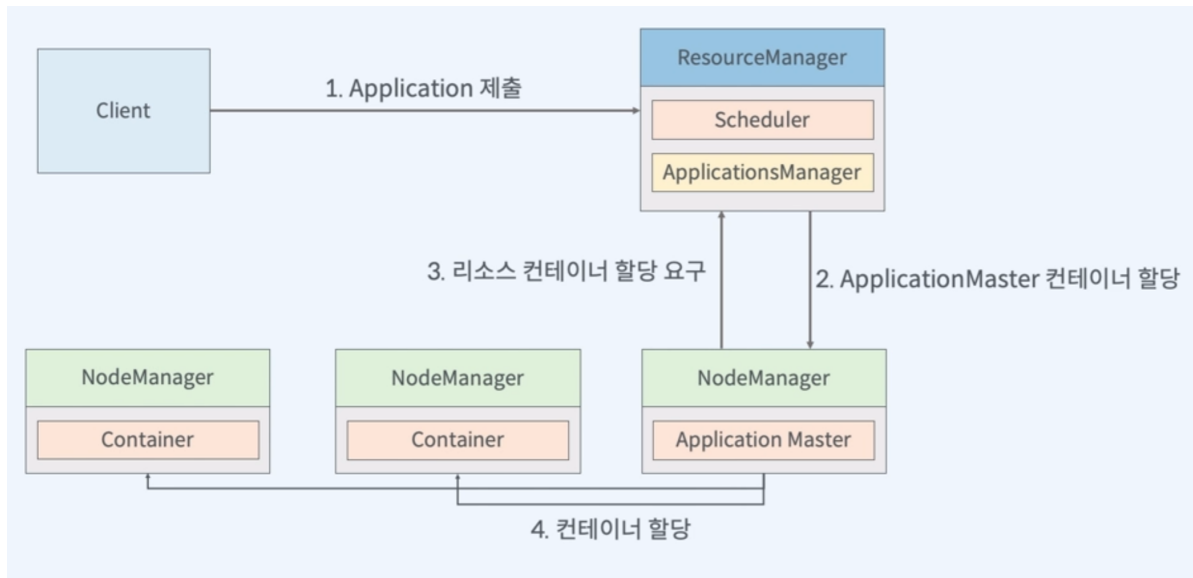 ResourceManager
Client
1. Application 제출
Scheduler
ApplicationsManager
3. 리소스 컨테이너 할당 요구
2. ApplicationMaster 컨테이너 할당
NodeManager
NodeManager
NodeManager
Container
Container
Application Master
4. 컨테이너 할당